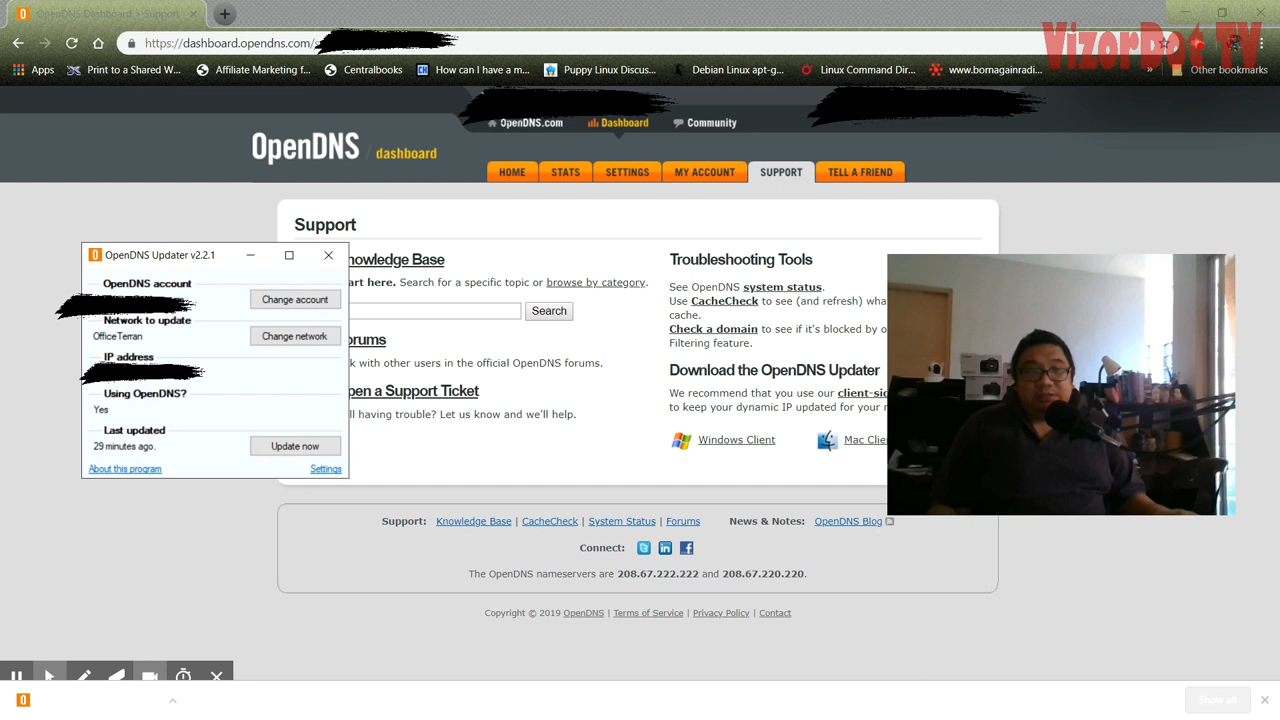 OpenDNS Dashboard > Support
https://dashboard.opendns.com/
VizorDot TV
Apps
Print to a Shared W...
Affiliate Marketing f...
Centralbooks
How can I have a m...
Puppy Linux Discus...
Debian Linux apt-g...
Linux Command Dir...
www.bornagainradi...
»
Other bookmarks
OpenDNS.com
Dashboard
Community
OpenDNS / dashboard
HOME
STATS
SETTINGS
MY ACCOUNT
SUPPORT
TELL A FRIEND
Support
OpenDNS Updater v2.2.1
OpenDNS account
Change account
Network to update
OfficeTerran
Change network
IP address
Using OpenDNS?
Yes
Last updated
29 minutes ago.
Update now
About this program
Settings
nowledge Base
art here. Search for a specific topic or browse by category.
Search
orums
k with other users in the official OpenDNS forums.
pen a Support Ticket
ll having trouble? Let us know and we'll help.
Troubleshooting Tools
See OpenDNS system status.
Use CacheCheck to see (and refresh) wha
cache.
Check a domain to see if it's blocked by o
Filtering feature.
Download the OpenDNS Updater
We recommend that you use our client-sid
to keep your dynamic IP updated for your
Windows Client
Mac Clie
Support: Knowledge Base | CacheCheck | System Status | Forums
News & Notes: OpenDNS Blog
Connect:
The OpenDNS nameservers are 208.67.222.222 and 208.67.220.220.
Copyright © 2019 OpenDNS | Terms of Service | Privacy Policy | Contact
Show all